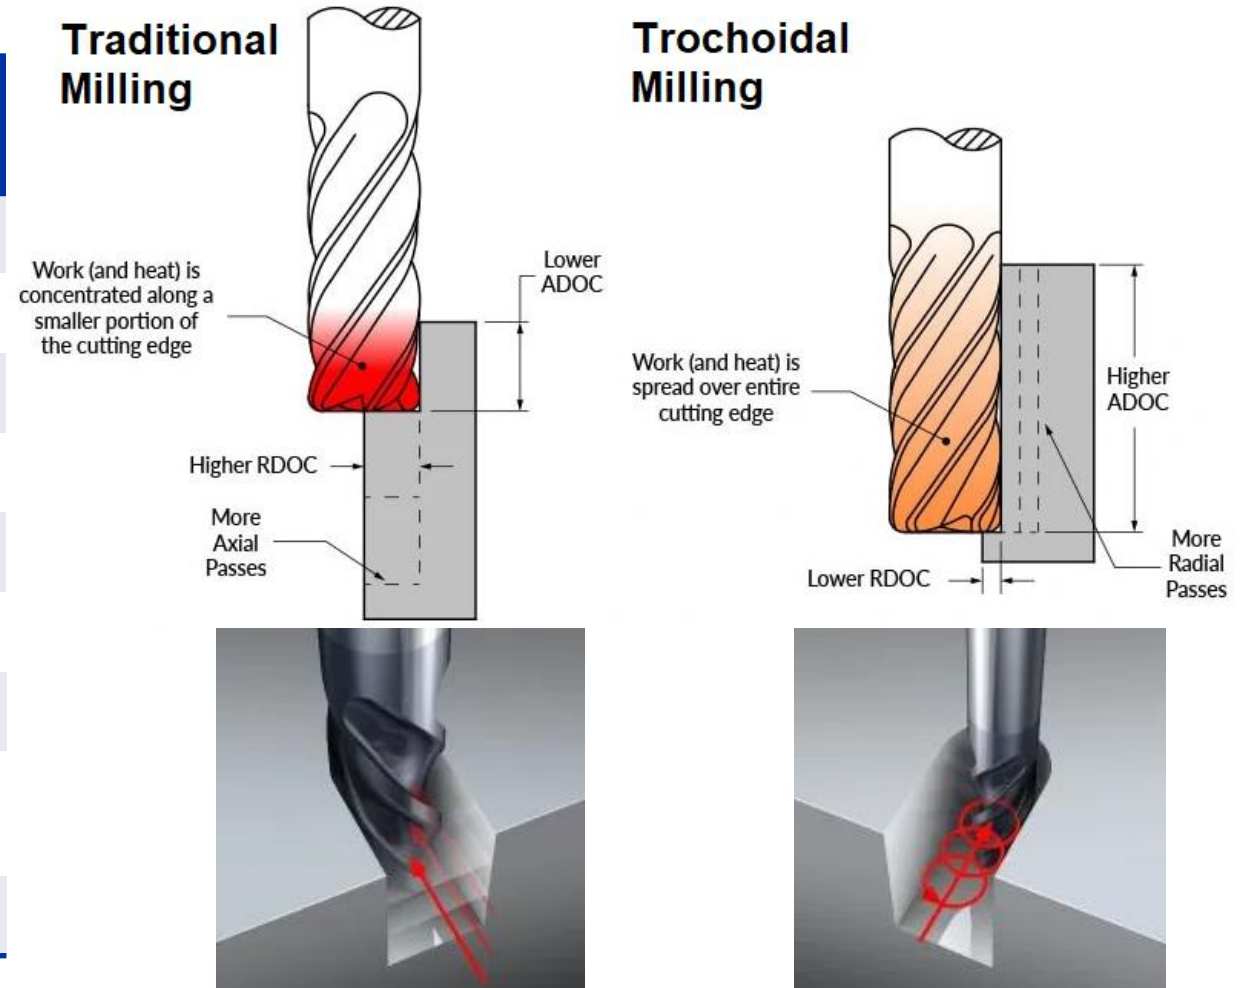 Traditional
Milling
Work (and heat) is
concentrated along a
smaller portion of
the cutting edge
Lower
ADOC
Higher RDOC
More
Axial
Passes
Trochoidal
Milling
Work (and heat) is
spread over entire
cutting edge
Higher
ADOC
Lower RDOC
More
Radial
Passes